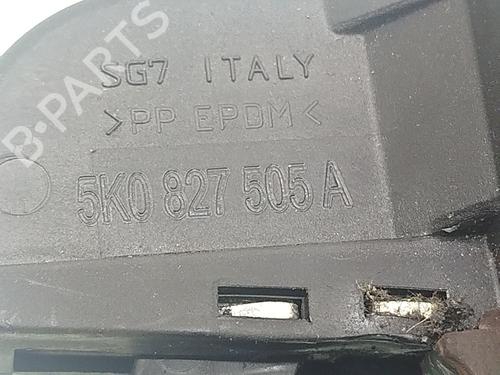 SG7 ITALY
>PP EPDM<
5K0 827 505 A
B-PARTS